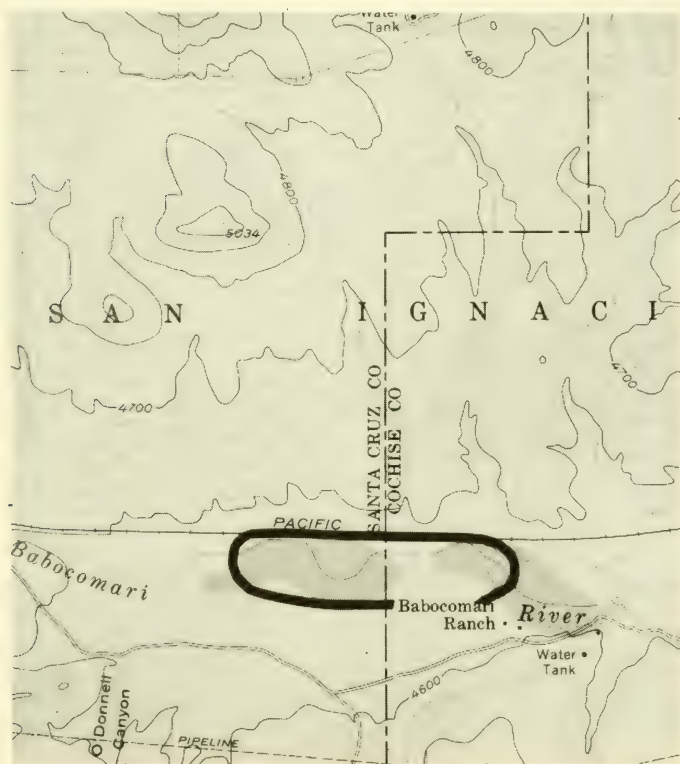 Water
Tank
4800
4800
5034
S A N I G N A C I
4700
4700
SANTA CRUZ CO
COCHISE CO
PACIFIC
Babocomari
Babocomari
Ranch
River
Water
Tank
4600
O'Donnell
Canyon
PIPELINE